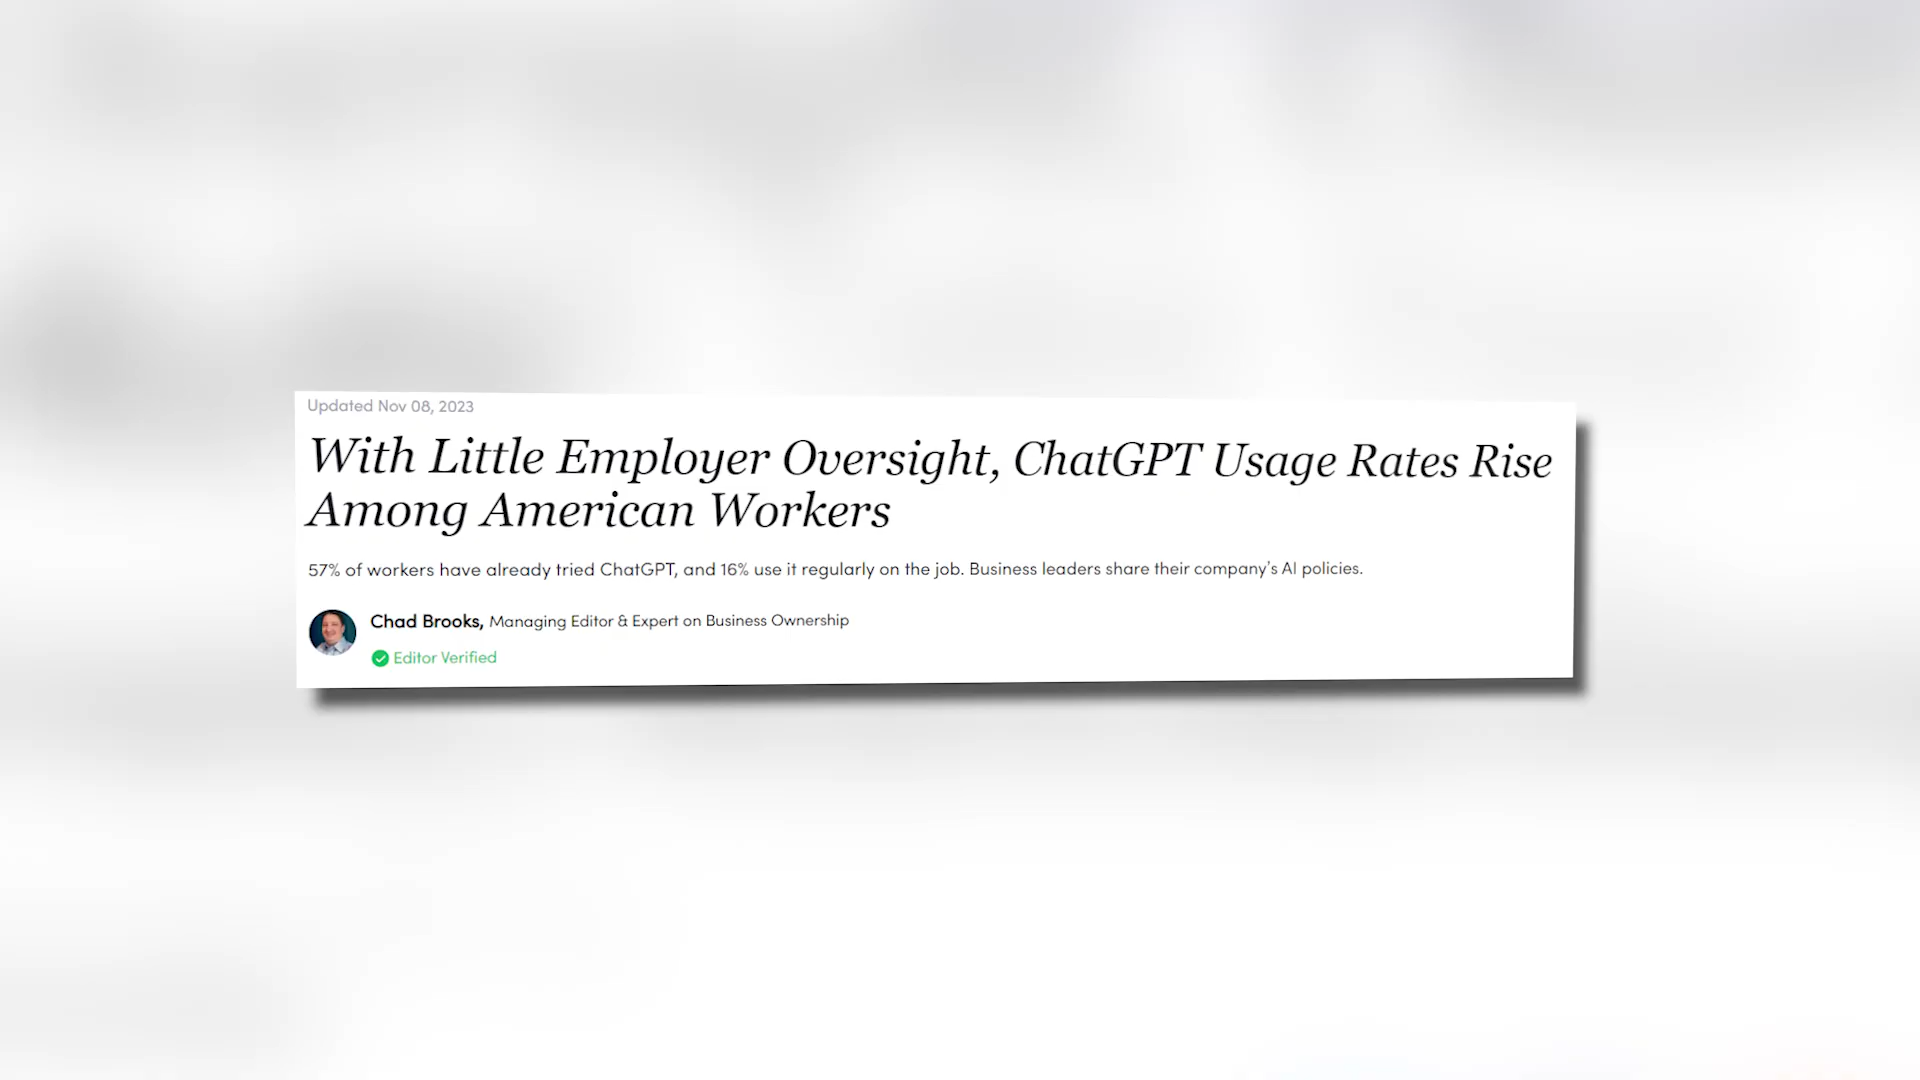 Updated Nov 08, 2023
With Little Employer Oversight, ChatGPT Usage Rates Rise
Among American Workers
57% of workers have already tried ChatGPT, and 16% use it regularly on the job. Business leaders share their company's AI policies.
Chad Brooks, Managing Editor & Expert on Business Ownership
Editor Verified